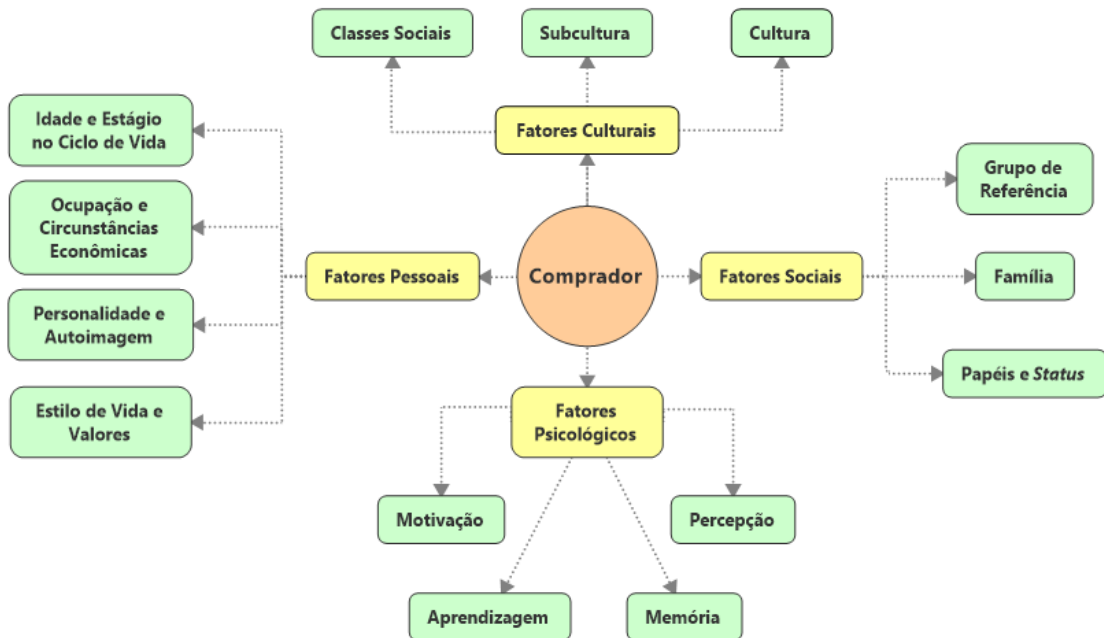 Classes Sociais
Subcultura
Cultura
Fatores Culturais
Idade e Estágio
no Ciclo de Vida
Ocupação e
Circunstâncias
Econômicas
Personalidade e
Autoimagem
Estilo de Vida e
Valores
Fatores Pessoais
Comprador
Fatores Sociais
Grupo de
Referência
Família
Papéis e Status
Fatores
Psicológicos
Motivação
Percepção
Aprendizagem
Memória